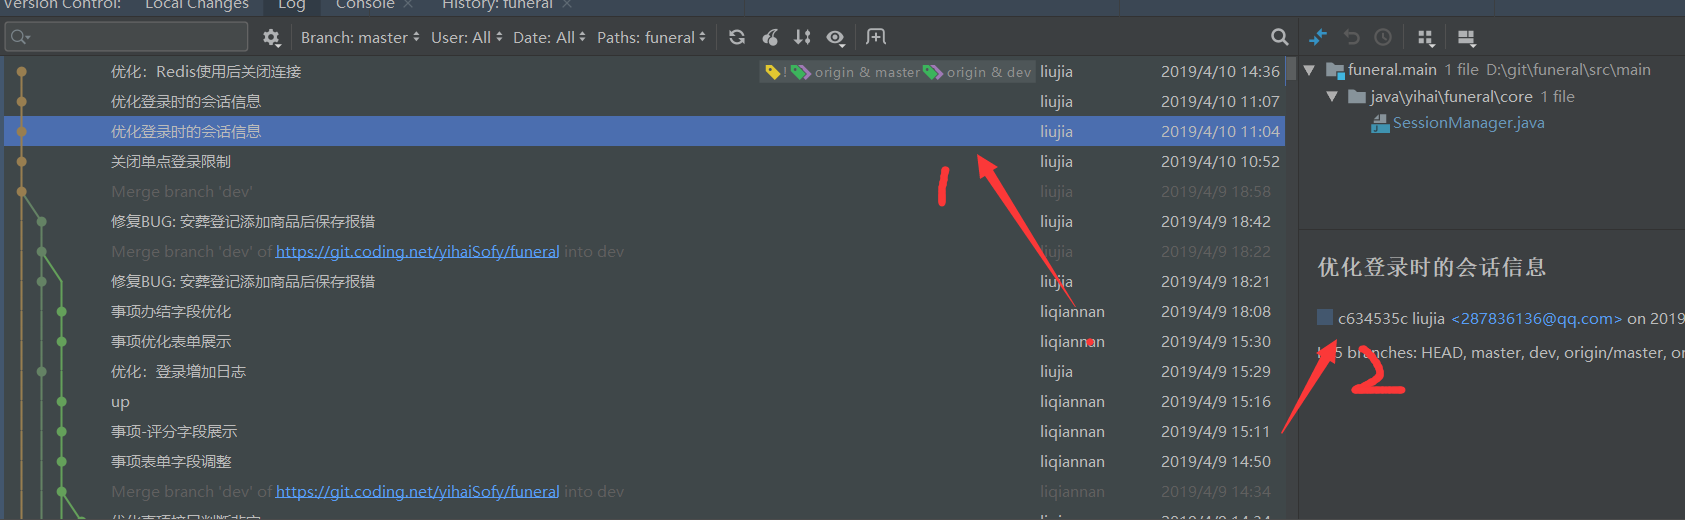 Version Control: Local Changes Log Console × History: funeral ×
Branch: master User: All Date: All Paths: funeral
优化：Redis使用后关闭连接 ! origin & master origin & dev liujia 2019/4/10 14:36
优化登录时的会话信息 liujia 2019/4/10 11:07
优化登录时的会话信息 liujia 2019/4/10 11:04
关闭单点登录限制 liujia 2019/4/10 10:52
Merge branch 'dev' liujia 2019/4/9 18:58
修复BUG: 安葬登记添加商品后保存报错 liujia 2019/4/9 18:42
Merge branch 'dev' of https://git.coding.net/yihaiSofy/funeral into dev liujia 2019/4/9 18:22
修复BUG: 安葬登记添加商品后保存报错 liujia 2019/4/9 18:21
事项办结字段优化 liqiannan 2019/4/9 18:08
事项优化表单展示 liqiannan 2019/4/9 15:30
优化：登录增加日志 liujia 2019/4/9 15:29
up liqiannan 2019/4/9 15:16
事项-评分字段展示 liqiannan 2019/4/9 15:11
事项表单字段调整 liqiannan 2019/4/9 14:50
Merge branch 'dev' of https://git.coding.net/yihaiSofy/funeral into dev liqiannan 2019/4/9 14:34
1
funeral.main 1 file D:\git\funeral\src\main
java\yihai\funeral\core 1 file
SessionManager.java
优化登录时的会话信息
c634535c liujia <287836136@qq.com> on 2019
5 branches: HEAD, master, dev, origin/master, or
2